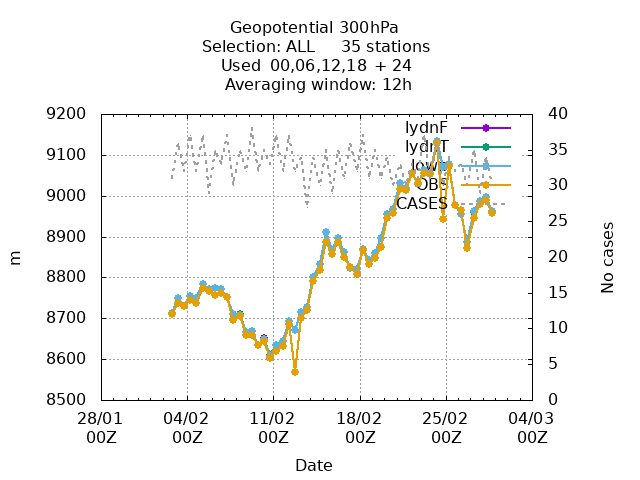 Geopotential 300hPa
Selection: ALL 35 stations
Used 00,06,12,18 + 24
Averaging window: 12h
9200
9100
9000
8900
8800
8700
8600
8500
m
40
35
30
25
20
15
10
5
0
No cases
lydnF
lydnT
lowF
OBS
CASES
28/01 04/02 11/02 18/02 25/02 04/03
00Z 00Z 00Z 00Z 00Z 00Z
Date